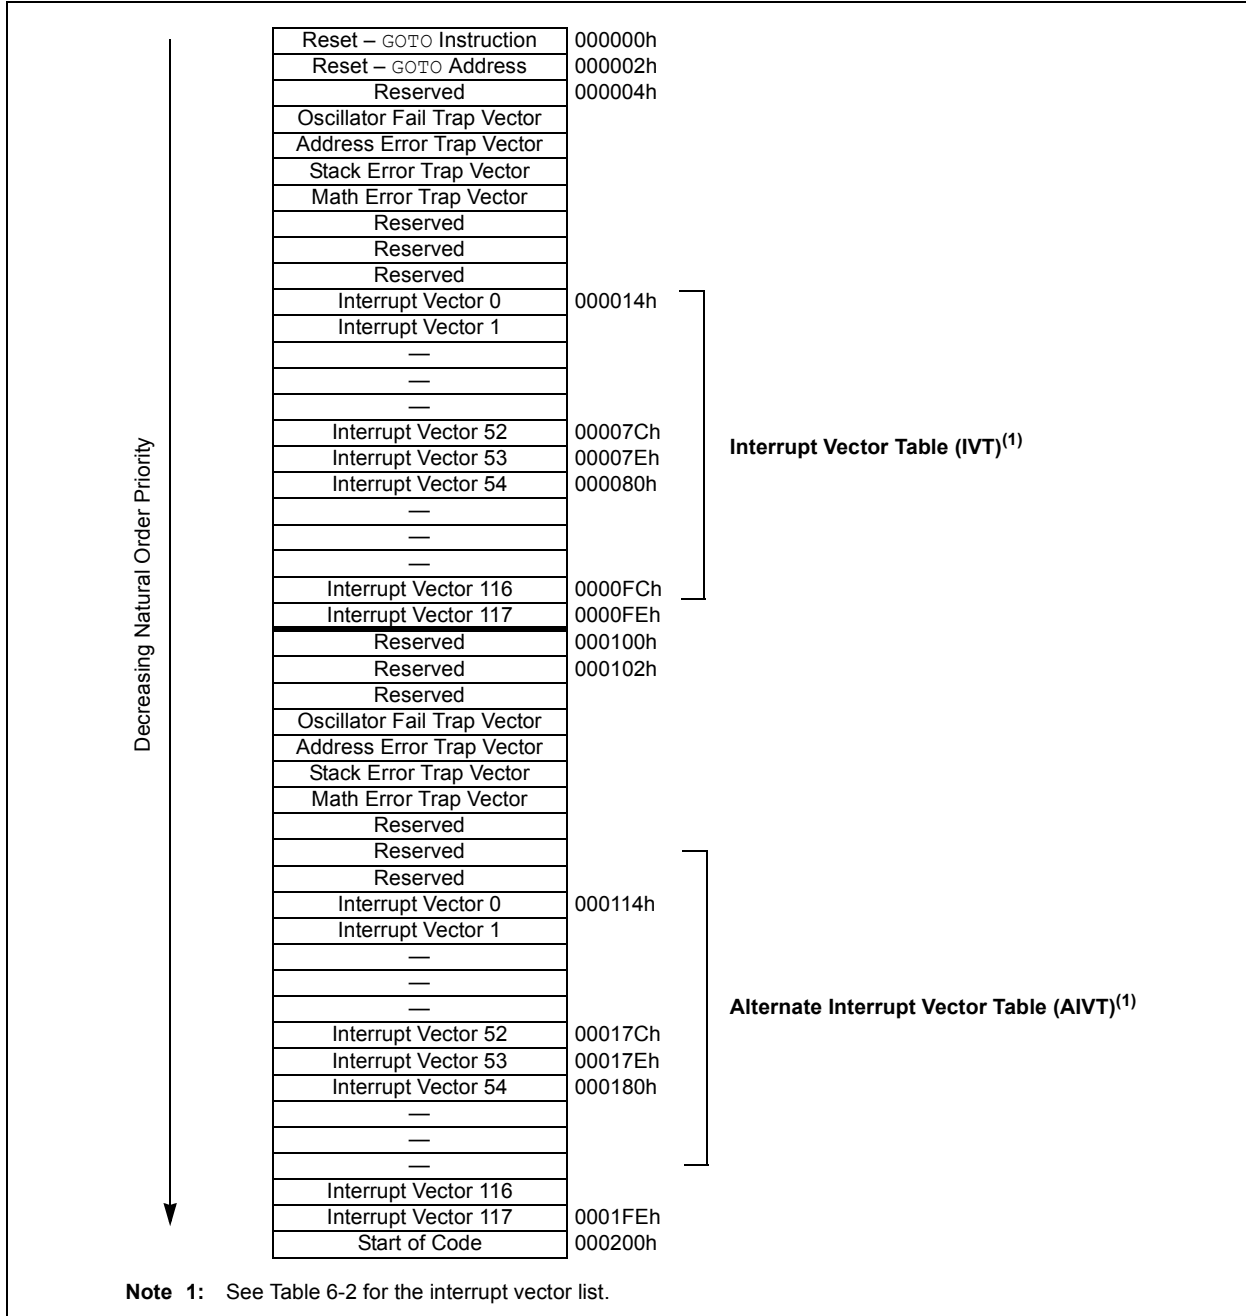 Reset – GOTO Instruction 000000h
Reset – GOTO Address 000002h
Reserved 000004h
Oscillator Fail Trap Vector
Address Error Trap Vector
Stack Error Trap Vector
Math Error Trap Vector
Reserved
Reserved
Reserved
Interrupt Vector 0 000014h
Interrupt Vector 1
—
—
—
Interrupt Vector 52 00007Ch
Interrupt Vector 53 00007Eh
Interrupt Vector 54 000080h
—
—
—
Interrupt Vector 116 0000FCh
Interrupt Vector 117 0000FEh
Interrupt Vector Table (IVT)(1)
Decreasing Natural Order Priority
Reserved 000100h
Reserved 000102h
Reserved
Oscillator Fail Trap Vector
Address Error Trap Vector
Stack Error Trap Vector
Math Error Trap Vector
Reserved
Reserved
Reserved
Interrupt Vector 0 000114h
Interrupt Vector 1
—
—
—
Interrupt Vector 52 00017Ch
Interrupt Vector 53 00017Eh
Interrupt Vector 54 000180h
—
—
—
Interrupt Vector 116
Interrupt Vector 117 0001FEh
Start of Code 000200h
Alternate Interrupt Vector Table (AIVT)(1)
Note 1: See Table 6-2 for the interrupt vector list.